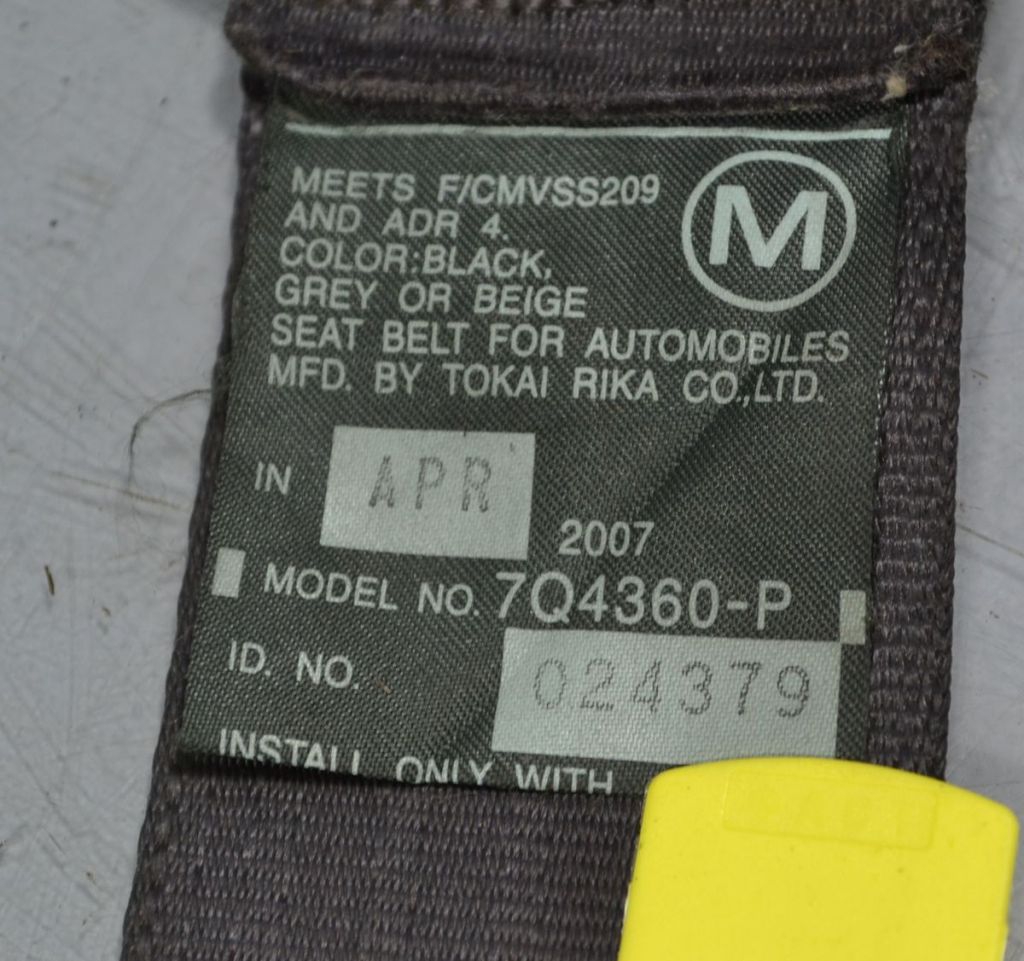 MEETS F/CMVSS209
AND ADR 4.
M
COLOR:BLACK,
GREY OR BEIGE
SEAT BELT FOR AUTOMOBILES
MFD. BY TOKAI RIKA CO.,LTD.
IN APR 2007
MODEL NO. 7Q4360-P
ID. NO. 024379
INSTALL ONLY WITH